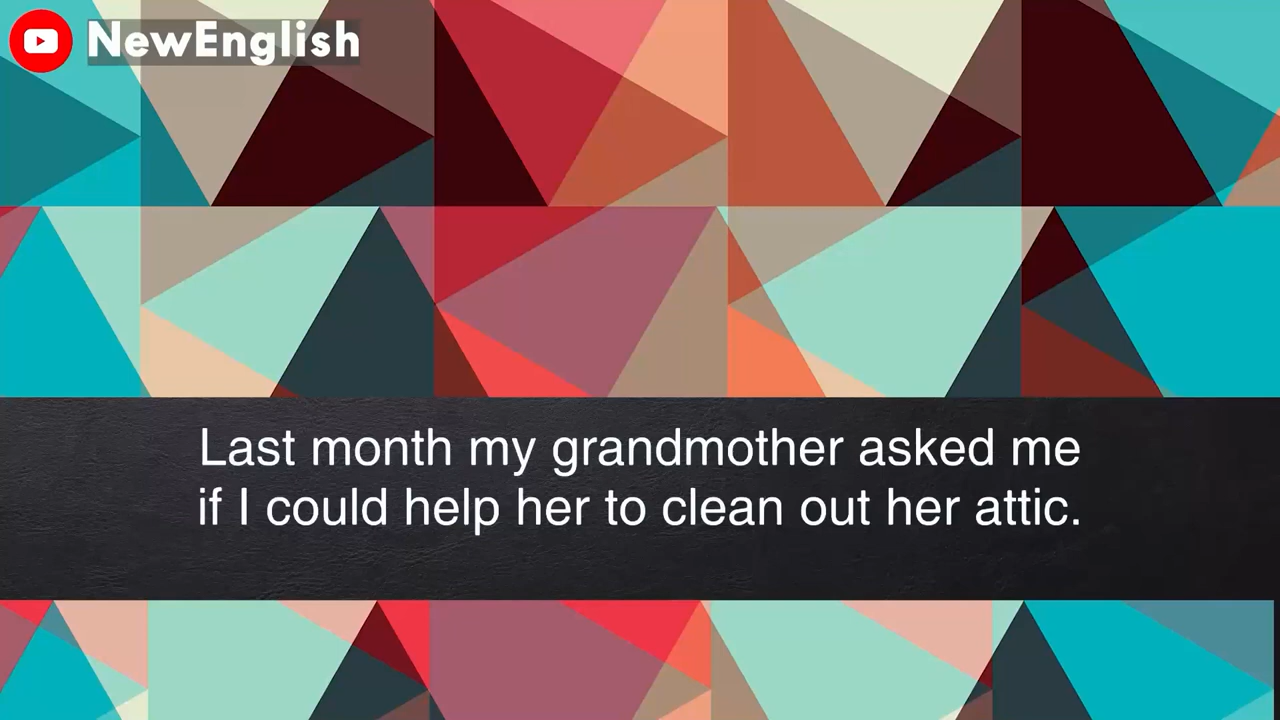 NewEnglish
Last month my grandmother asked me
if I could help her to clean out her attic.